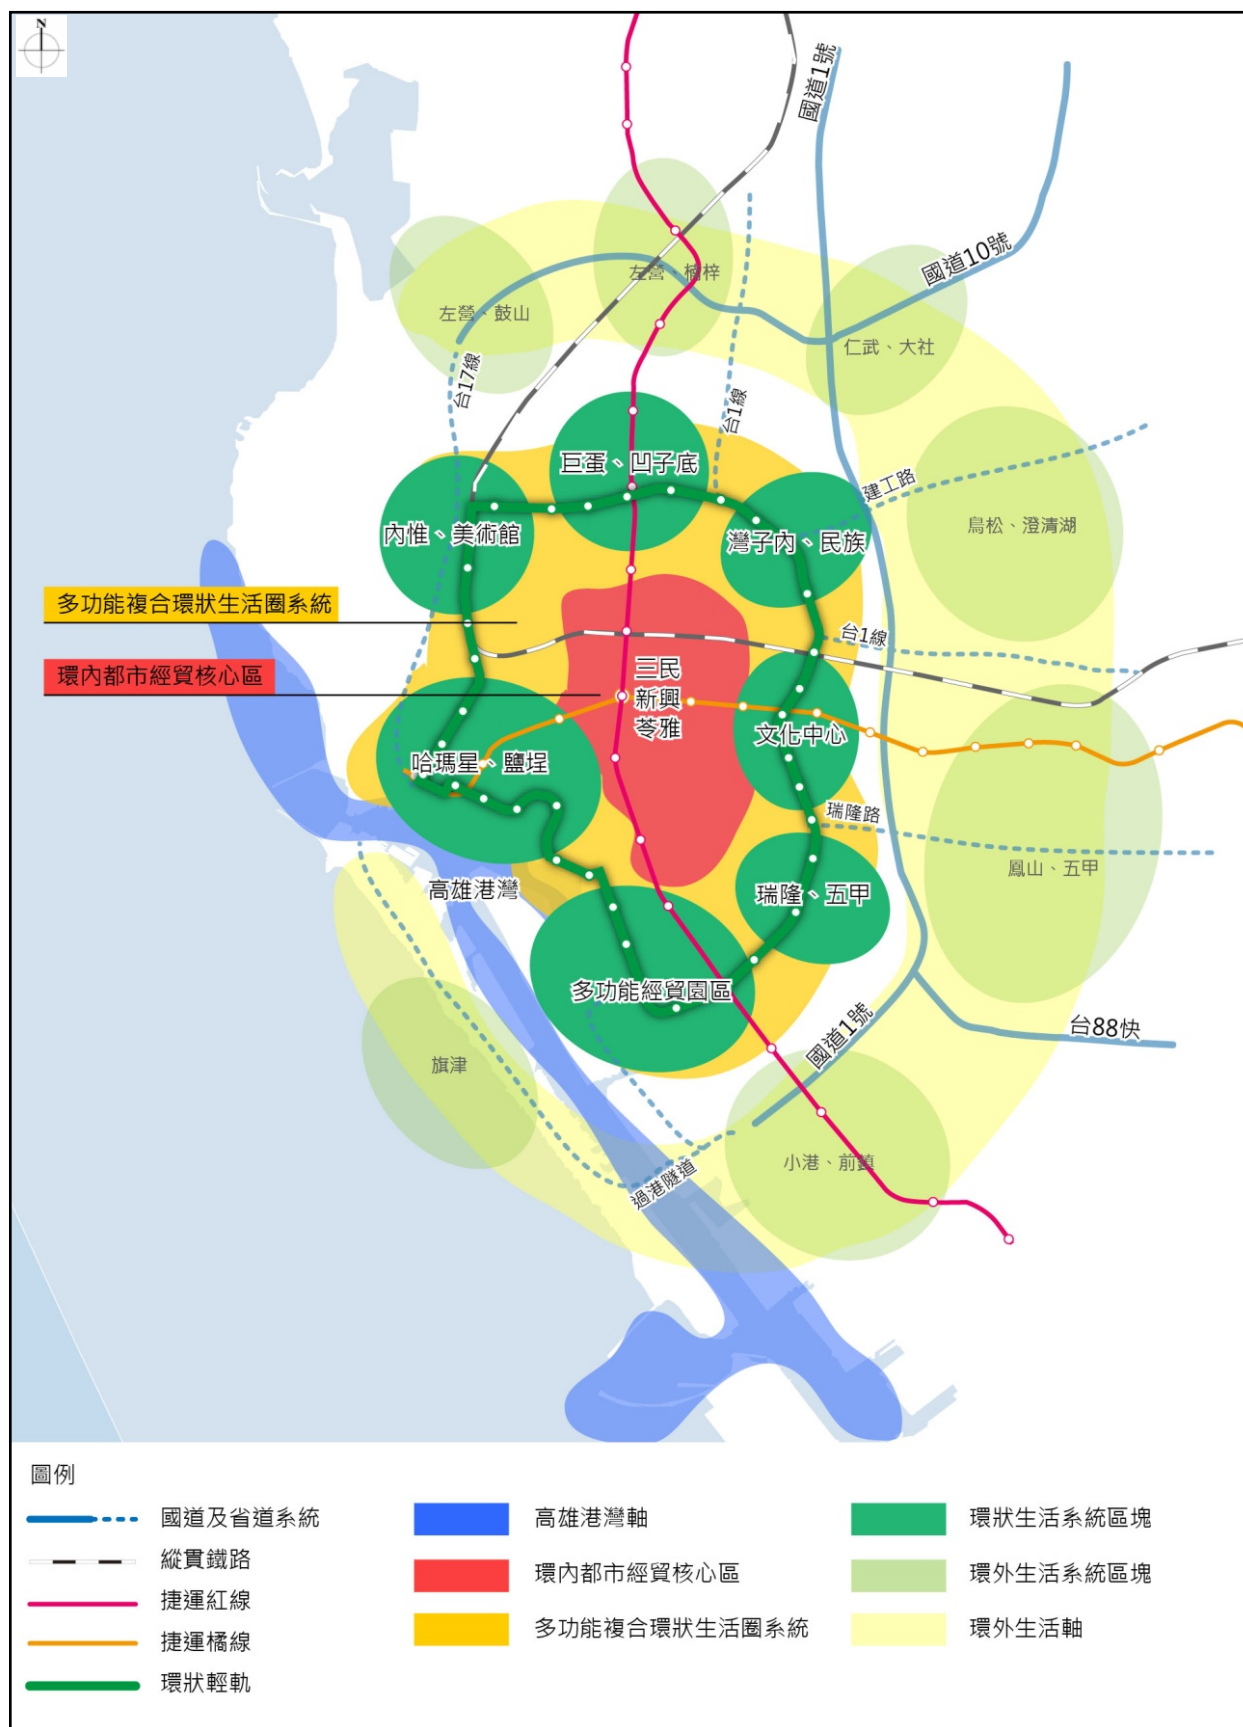 N
國道1號
國道10號
左營、楠梓
左營、鼓山
仁武、大社
台17線
台1線
巨蛋、凹子底
建工路
內惟、美術館
灣子內、民族
鳥松、澄清湖
多功能複合環狀生活圈系統
台1線
環內都市經貿核心區
三民
新興
苓雅
文化中心
哈瑪星、鹽埕
瑞隆路
鳳山、五甲
高雄港灣
瑞隆、五甲
多功能經貿園區
台88快
國道1號
旗津
小港、前鎮
過港隧道
圖例
國道及省道系統
縱貫鐵路
捷運紅線
捷運橘線
環狀輕軌
高雄港灣軸
環內都市經貿核心區
多功能複合環狀生活圈系統
環狀生活系統區塊
環外生活系統區塊
環外生活軸